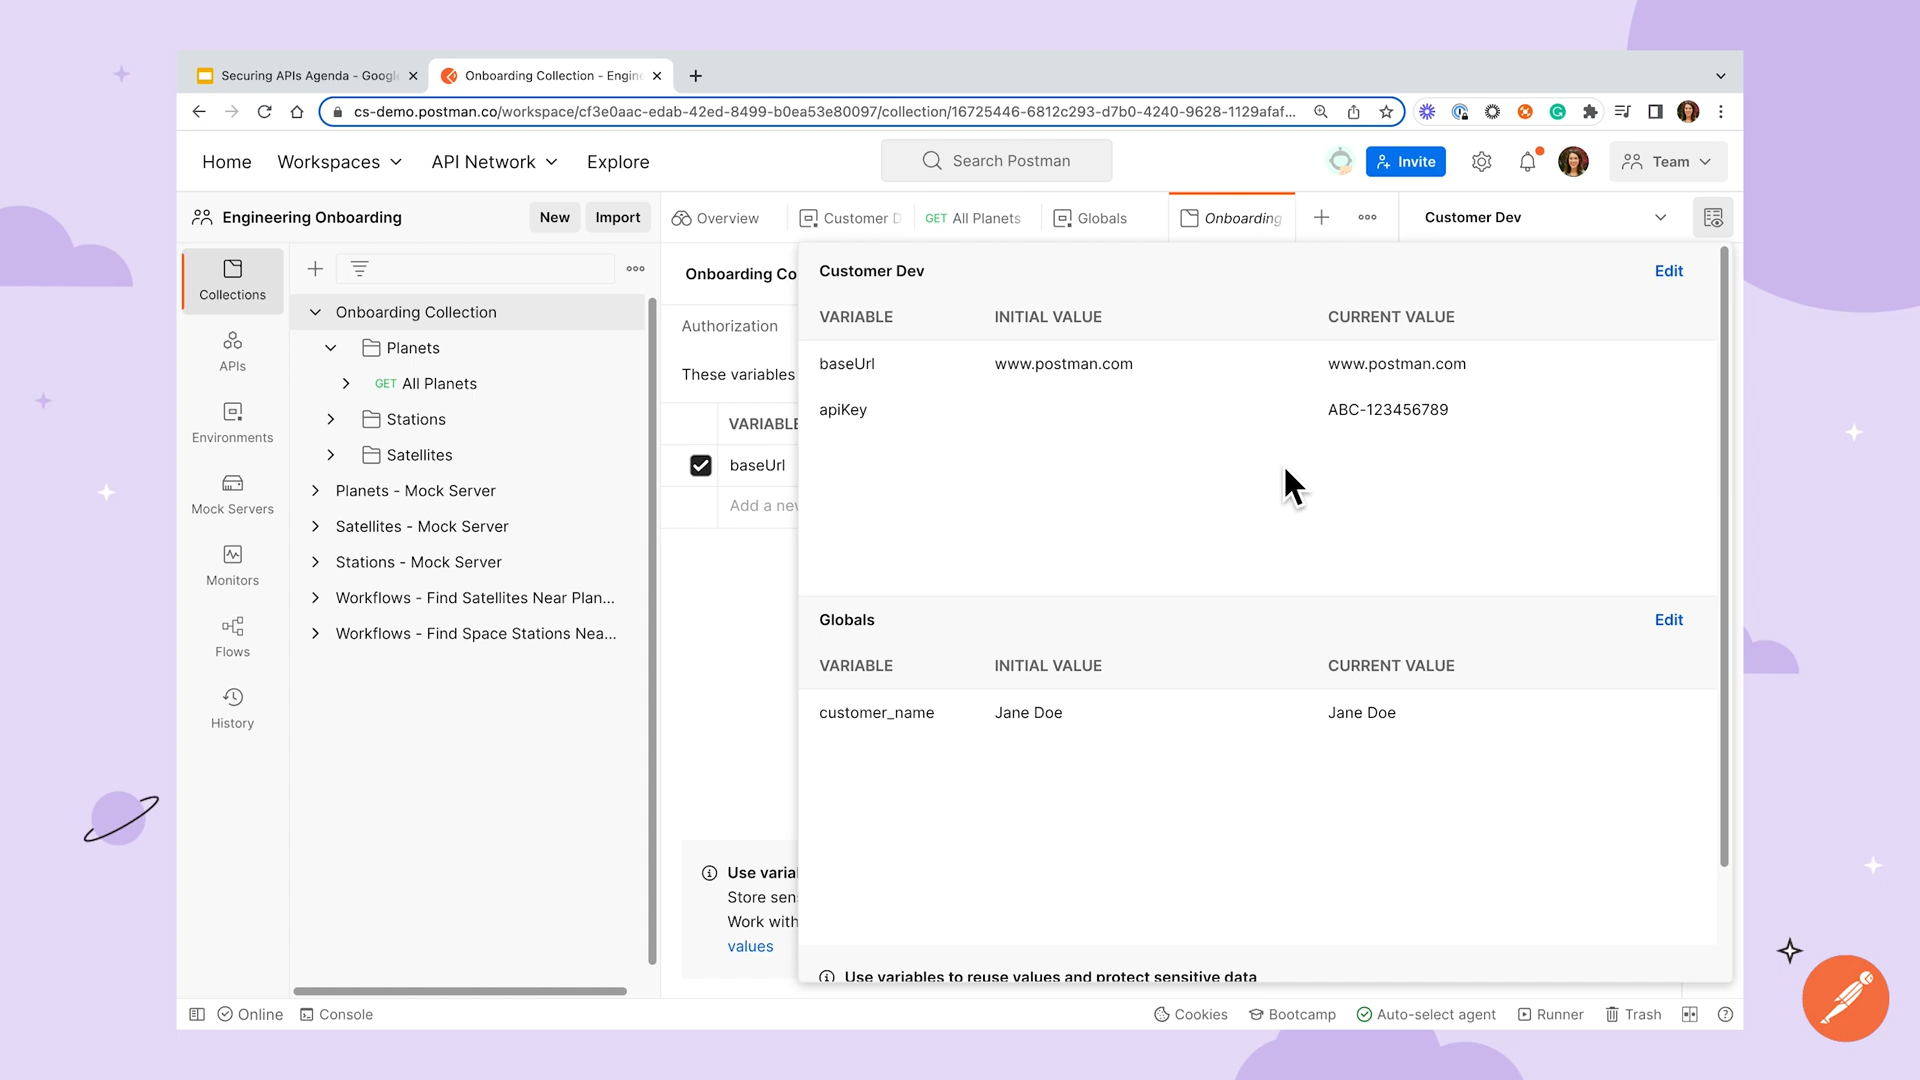 Securing APIs Agenda - Googl
Onboarding Collection - Engin
cs-demo.postman.co/workspace/cf3e0aac-edab-42ed-8499-b0ea53e80097/collection/16725446-6812c293-d7b0-4240-9628-1129afaf...
Home Workspaces API Network Explore Search Postman Invite Team
Engineering Onboarding New Import Overview Customer D GET All Planets Globals Onboarding Customer Dev
Collections
APIs
Environments
Mock Servers
Monitors
Flows
History
Onboarding Collection
Planets
GET All Planets
Stations
Satellites
Planets - Mock Server
Satellites - Mock Server
Stations - Mock Server
Workflows - Find Satellites Near Plan...
Workflows - Find Space Stations Nea...
Onboarding Co
Authorization
These variables
VARIABLE
baseUrl
Add a nev
Use varial
Store sens
Work with
values
Customer Dev Edit
VARIABLE INITIAL VALUE CURRENT VALUE
baseUrl www.postman.com www.postman.com
apiKey ABC-123456789
Globals Edit
VARIABLE INITIAL VALUE CURRENT VALUE
customer_name Jane Doe Jane Doe
Use variables to reuse values and protect sensitive data
Online Console Cookies Bootcamp Auto-select agent Runner Trash